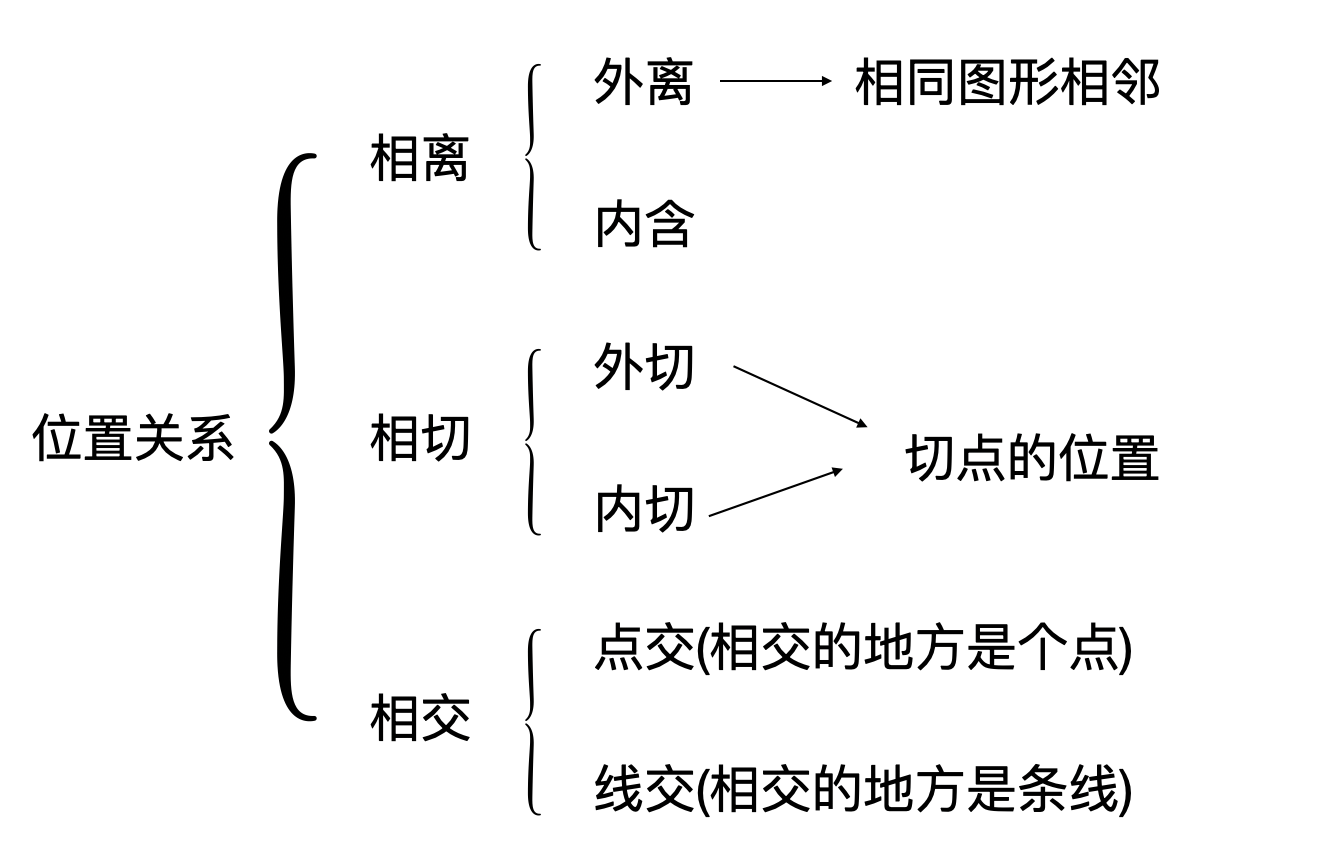 外离
相同图形相邻
相离
内含
外切
位置关系
相切
切点的位置
内切
点交(相交的地方是个点)
相交
线交(相交的地方是条线)